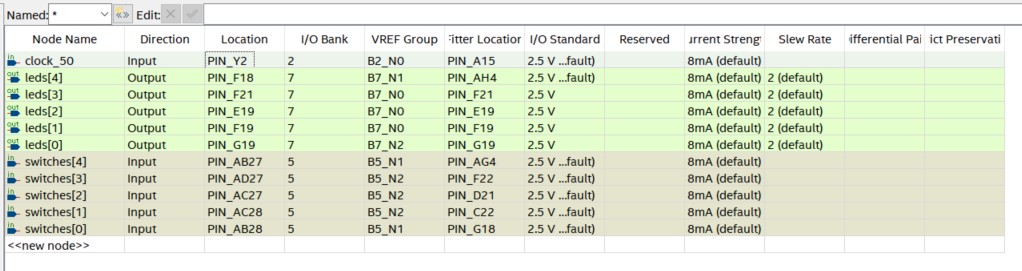 Named: * «» Edit:
Node Name Direction Location I/O Bank VREF Group Fitter Location I/O Standard Reserved urrent Strengt Slew Rate ifferential Pai ict Preservati
in clock_50 Input PIN_Y2 2 B2_N0 PIN_A15 2.5 V ...fault) 8mA (default)
out leds[4] Output PIN_F18 7 B7_N1 PIN_AH4 2.5 V ...fault) 8mA (default) 2 (default)
out leds[3] Output PIN_F21 7 B7_N0 PIN_F21 2.5 V 8mA (default) 2 (default)
out leds[2] Output PIN_E19 7 B7_N0 PIN_E19 2.5 V 8mA (default) 2 (default)
out leds[1] Output PIN_F19 7 B7_N0 PIN_F19 2.5 V 8mA (default) 2 (default)
out leds[0] Output PIN_G19 7 B7_N2 PIN_G19 2.5 V 8mA (default) 2 (default)
in switches[4] Input PIN_AB27 5 B5_N1 PIN_AG4 2.5 V ...fault) 8mA (default)
in switches[3] Input PIN_AD27 5 B5_N2 PIN_F22 2.5 V ...fault) 8mA (default)
in switches[2] Input PIN_AC27 5 B5_N2 PIN_D21 2.5 V ...fault) 8mA (default)
in switches[1] Input PIN_AC28 5 B5_N2 PIN_C22 2.5 V ...fault) 8mA (default)
in switches[0] Input PIN_AB28 5 B5_N1 PIN_G18 2.5 V ...fault) 8mA (default)
<<new node>>